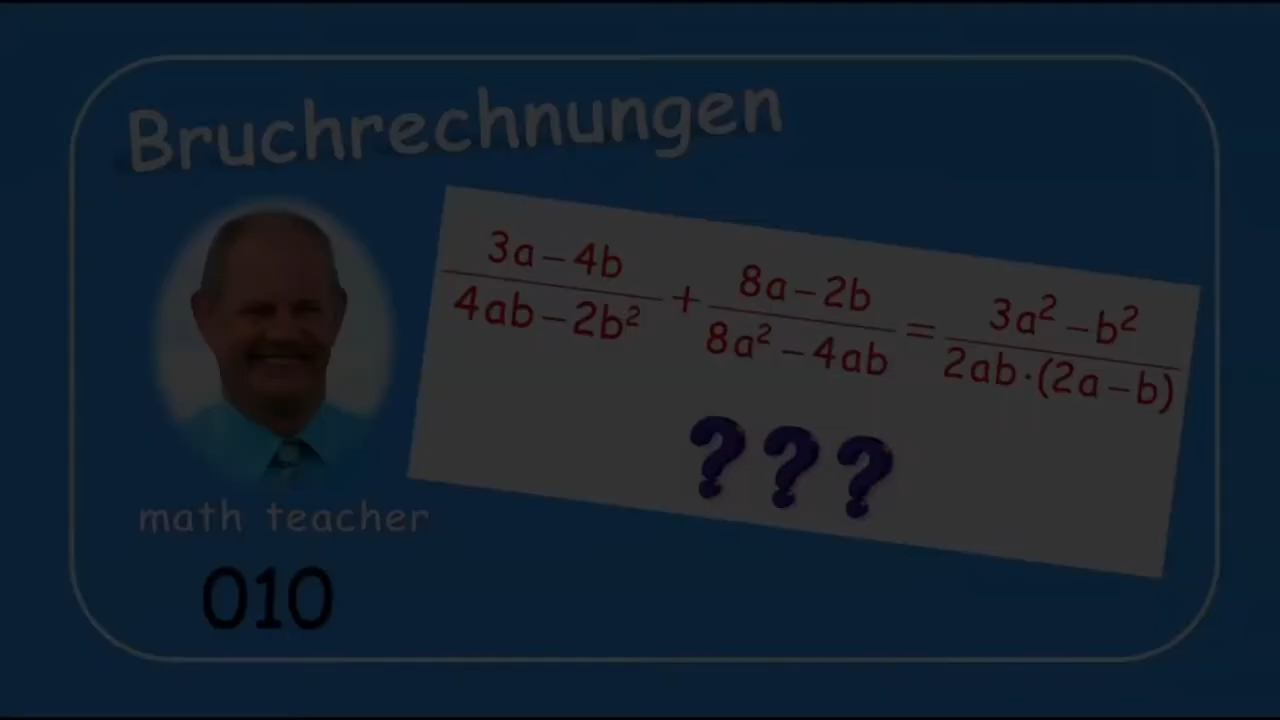 Bruchrechnungen
3a – 4b / 4ab – 2b² + 8a – 2b / 8a² – 4ab = 3a² – b² / 2ab · (2a – b)
???
math teacher
010